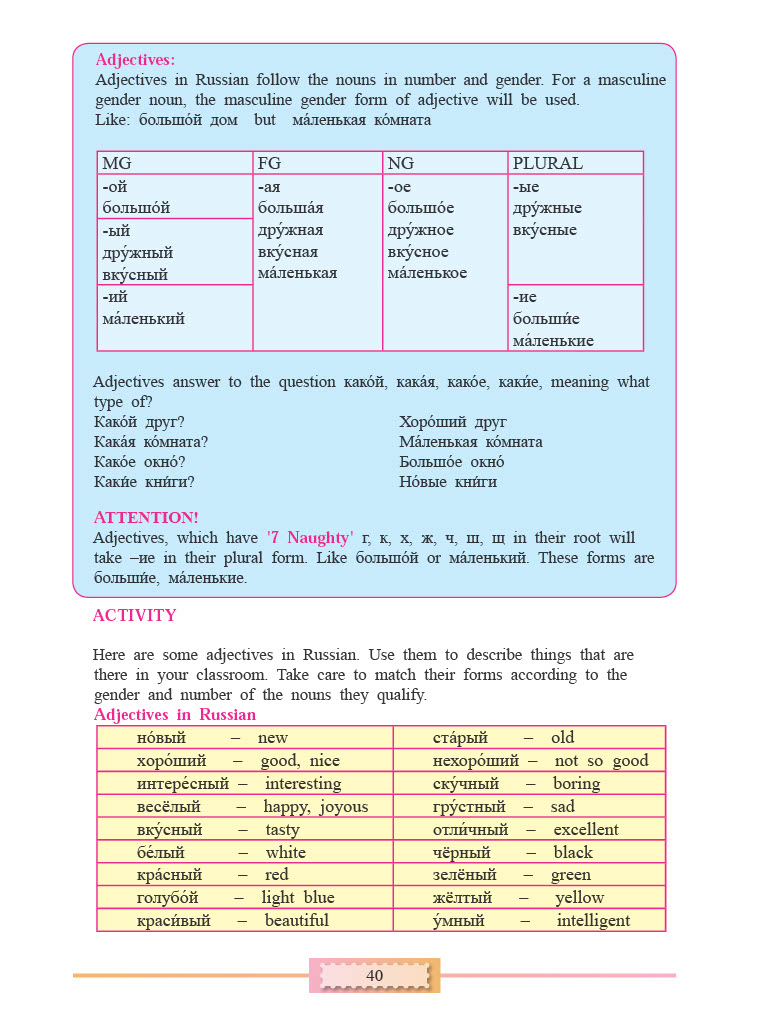 Adjectives:
Adjectives in Russian follow the nouns in number and gender. For a masculine
gender noun, the masculine gender form of adjective will be used.
Like: большо́й дом but ма́ленькая ко́мната
MG FG NG PLURAL
-ой -ая -ое -ые
большо́й больша́я большо́е дру́жные
-ый дру́жная дру́жное вку́сные
дру́жный вку́сная вку́сное
вку́сный ма́ленькая ма́ленькое
-ий -ие
ма́ленький больши́е
ма́ленькие
Adjectives answer to the question како́й, кака́я, како́е, каки́е, meaning what
type of?
Како́й друг? Хоро́ший друг
Кака́я ко́мната? Ма́ленькая ко́мната
Како́е окно́? Большо́е окно́
Каки́е кни́ги? Но́вые кни́ги
ATTENTION!
Adjectives, which have '7 Naughty' г, к, х, ж, ч, ш, щ in their root will
take –ие in their plural form. Like большо́й or ма́ленький. These forms are
больши́е, ма́ленькие.
ACTIVITY
Here are some adjectives in Russian. Use them to describe things that are
there in your classroom. Take care to match their forms according to the
gender and number of the nouns they qualify.
Adjectives in Russian
но́вый – new ста́рый – old
хоро́ший – good, nice нехоро́ший – not so good
интере́сный – interesting ску́чный – boring
весёлый – happy, joyous гру́стный – sad
вку́сный – tasty отли́чный – excellent
бе́лый – white чёрный – black
кра́сный – red зелёный – green
голубо́й – light blue жёлтый – yellow
краси́вый – beautiful у́мный – intelligent
40